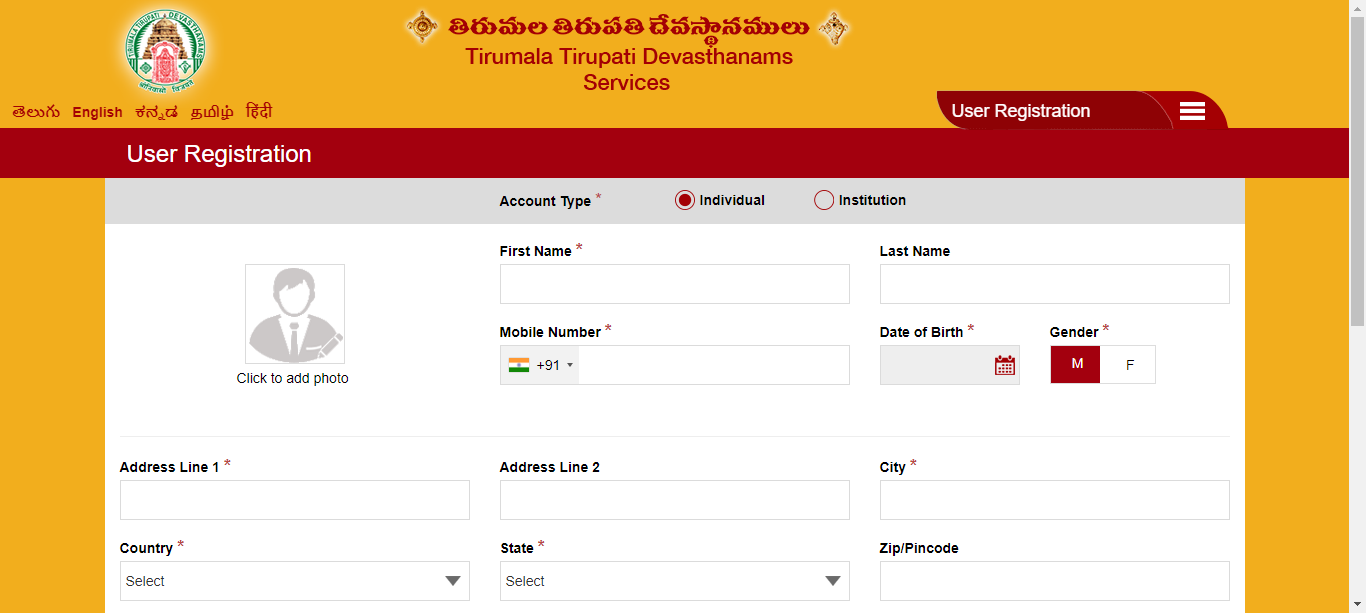 తిరుమల తిరుపతి దేవస్థానములు
Tirumala Tirupati Devasthanams
Services
తెలుగు English ಕನ್ನಡ தமிழ் हिंदी
User Registration
User Registration
Account Type * Individual Institution
First Name * Last Name
Mobile Number * Date of Birth * Gender *
+91 M F
Click to add photo
Address Line 1 * Address Line 2 City *
Country * State * Zip/Pincode
Select Select